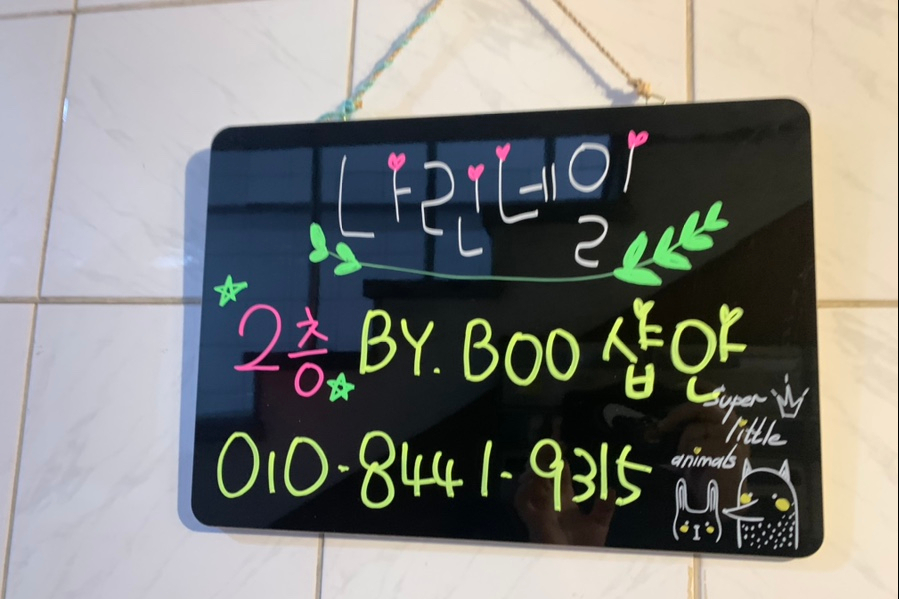 나린네일
2층 BY. BOO 샵 안
010-8441-9315
super
little
animals